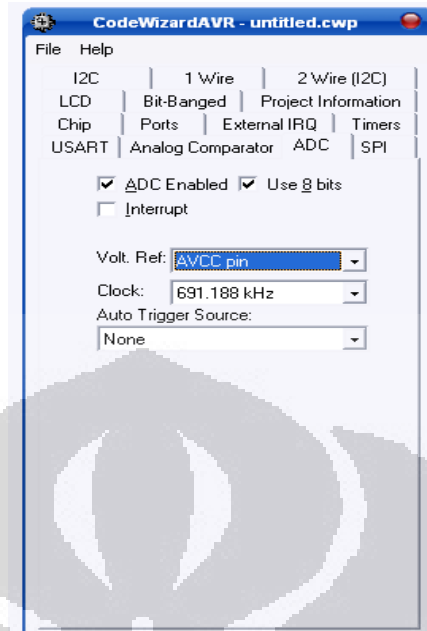 CodeWizardAVR - untitled.cwp
File Help
I2C 1 Wire 2 Wire (I2C)
LCD Bit-Banged Project Information
Chip Ports External IRQ Timers
USART Analog Comparator ADC SPI
ADC Enabled Use 8 bits
Interrupt
Volt. Ref: AVCC pin
Clock: 691.188 kHz
Auto Trigger Source:
None